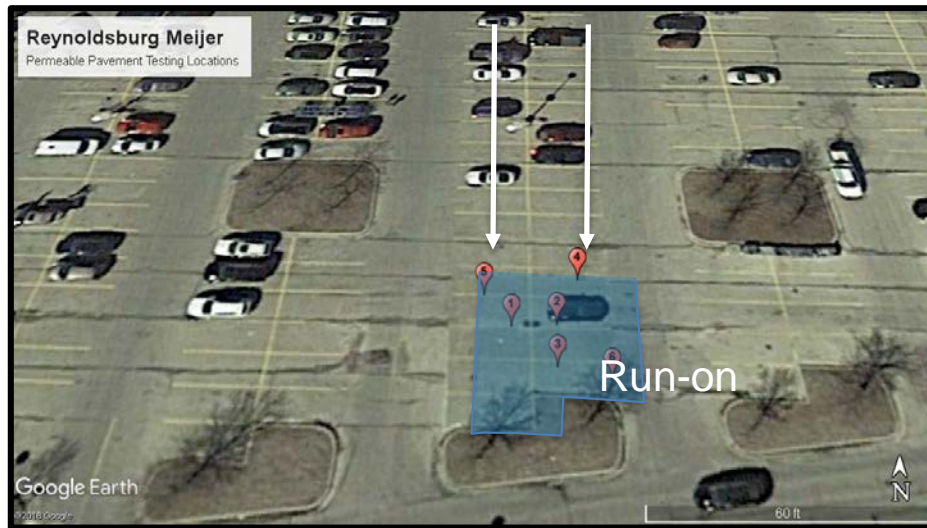 Reynoldsburg Meijer
Permeable Pavement Testing Locations
5
4
1
2
3
6
Run-on
Google Earth
©2018 Google
N
60 ft